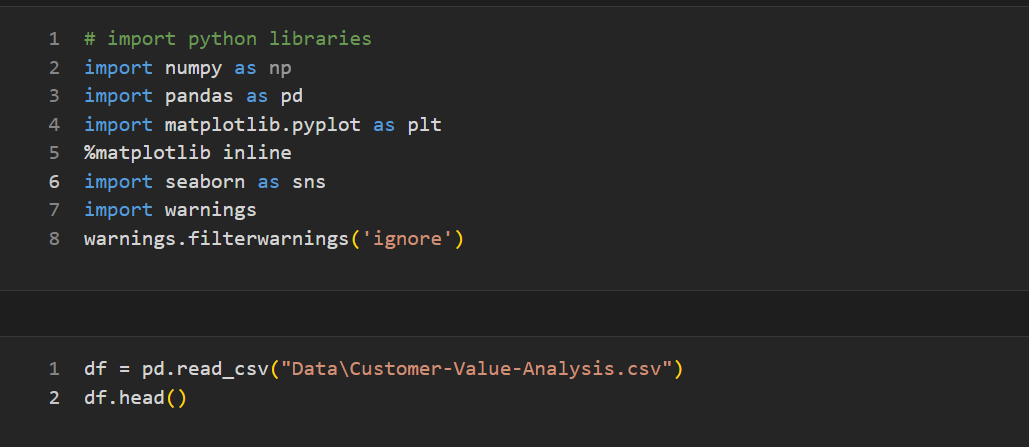 1 # import python libraries
2 import numpy as np
3 import pandas as pd
4 import matplotlib.pyplot as plt
5 %matplotlib inline
6 import seaborn as sns
7 import warnings
8 warnings.filterwarnings('ignore')
1 df = pd.read_csv("Data\Customer-Value-Analysis.csv")
2 df.head()